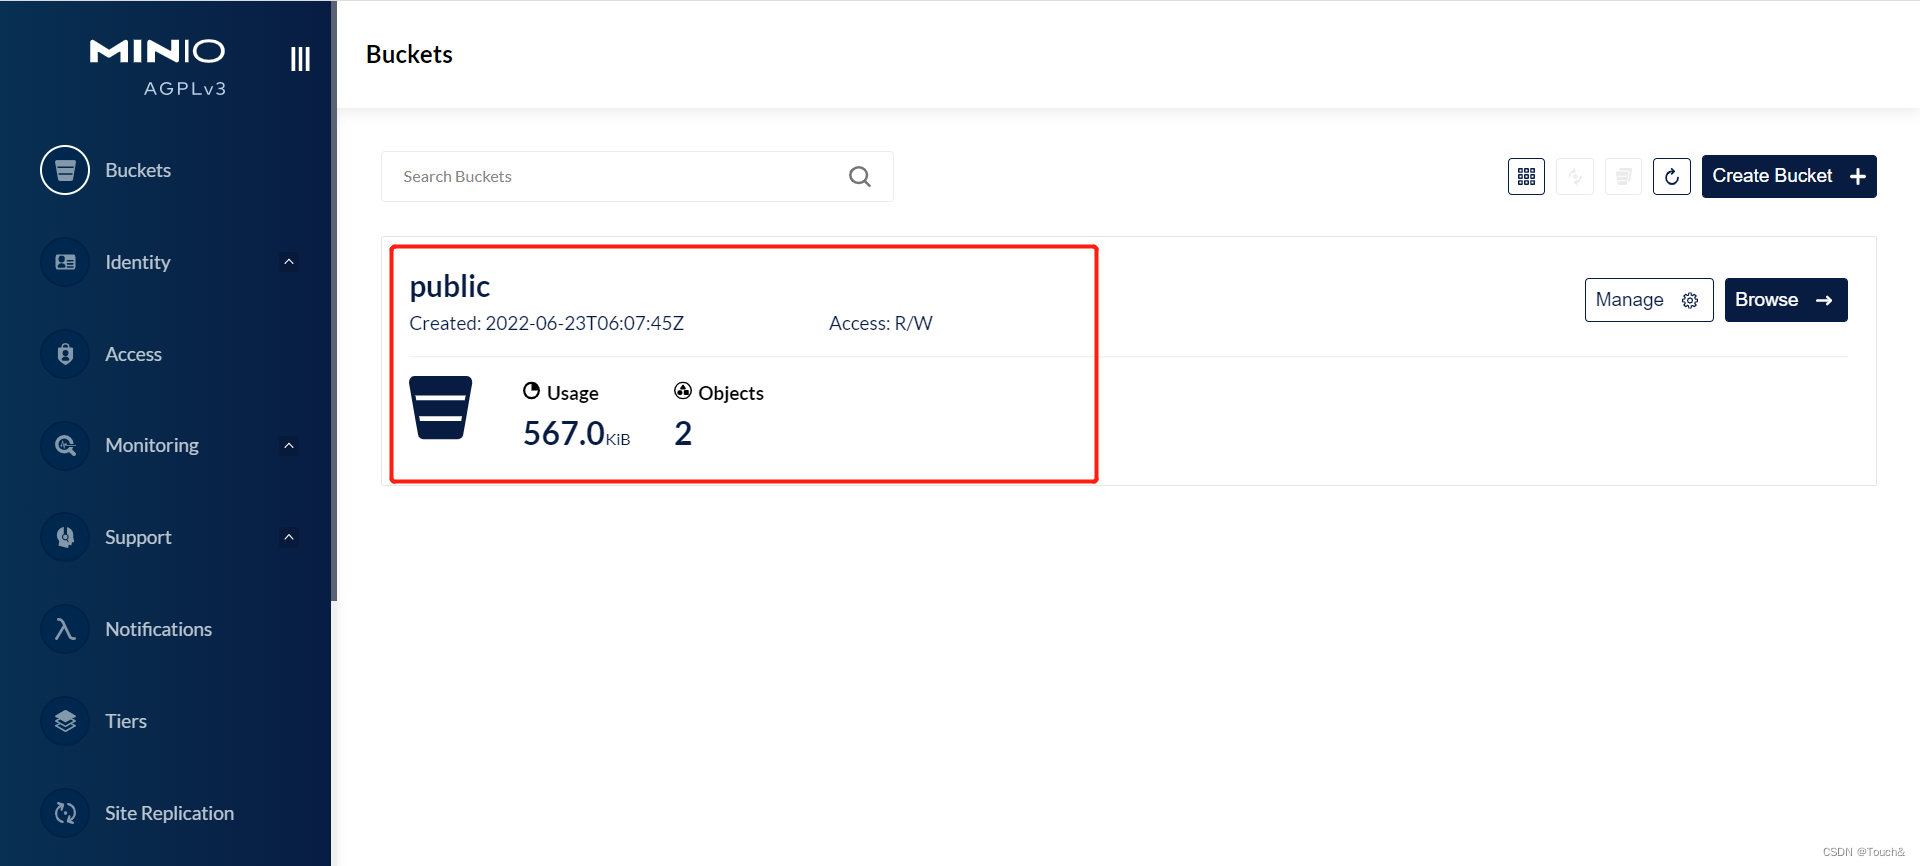 MINIO
AGPLv3
Buckets
Identity
Access
Monitoring
Support
Notifications
Tiers
Site Replication
Buckets
Search Buckets
Create Bucket
public
Created: 2022-06-23T06:07:45Z Access: R/W
Manage Browse
Usage Objects
567.0KiB 2
CSDN @Touch&